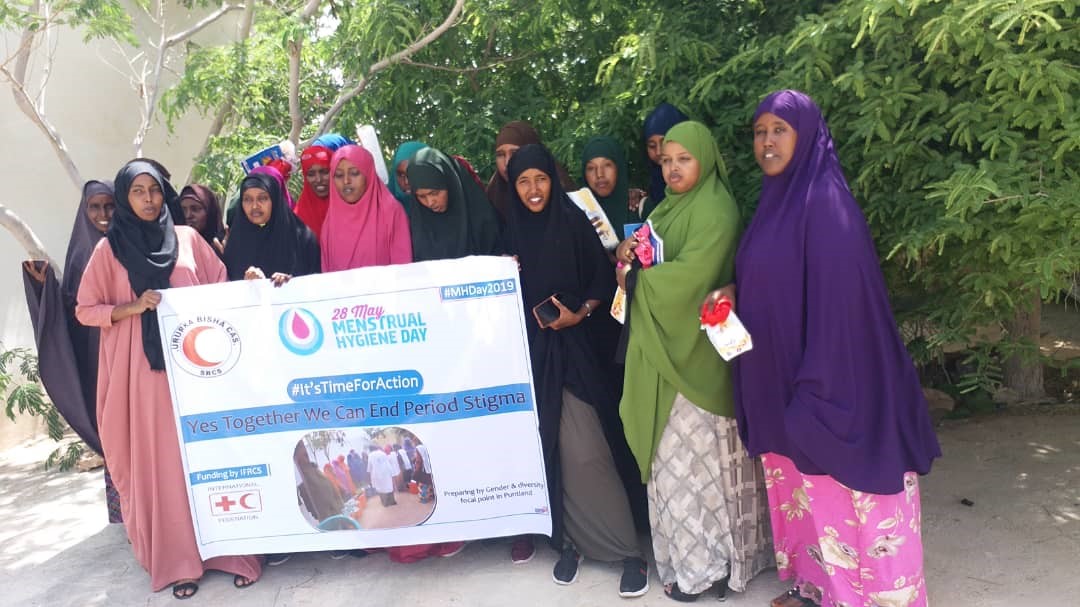 #MHDay2019
URURKA BISHA CAS
SRCS
28 May
MENSTRUAL
HYGIENE DAY
#It'sTimeForAction
Yes Together We Can End Period Stigma
Funding by IFRCS
INTERNATIONAL
FEDERATION
Preparing by Gender & diversity
focal point in Puntland